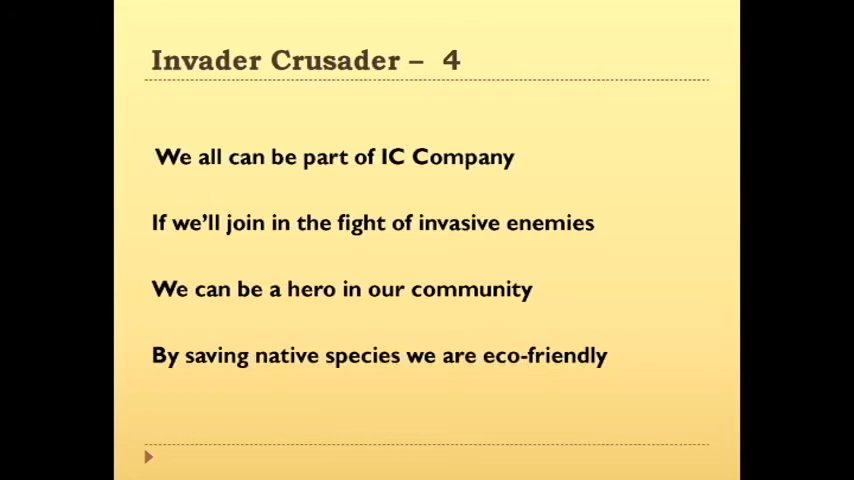 Invader Crusader – 4
We all can be part of IC Company
If we'll join in the fight of invasive enemies
We can be a hero in our community
By saving native species we are eco-friendly